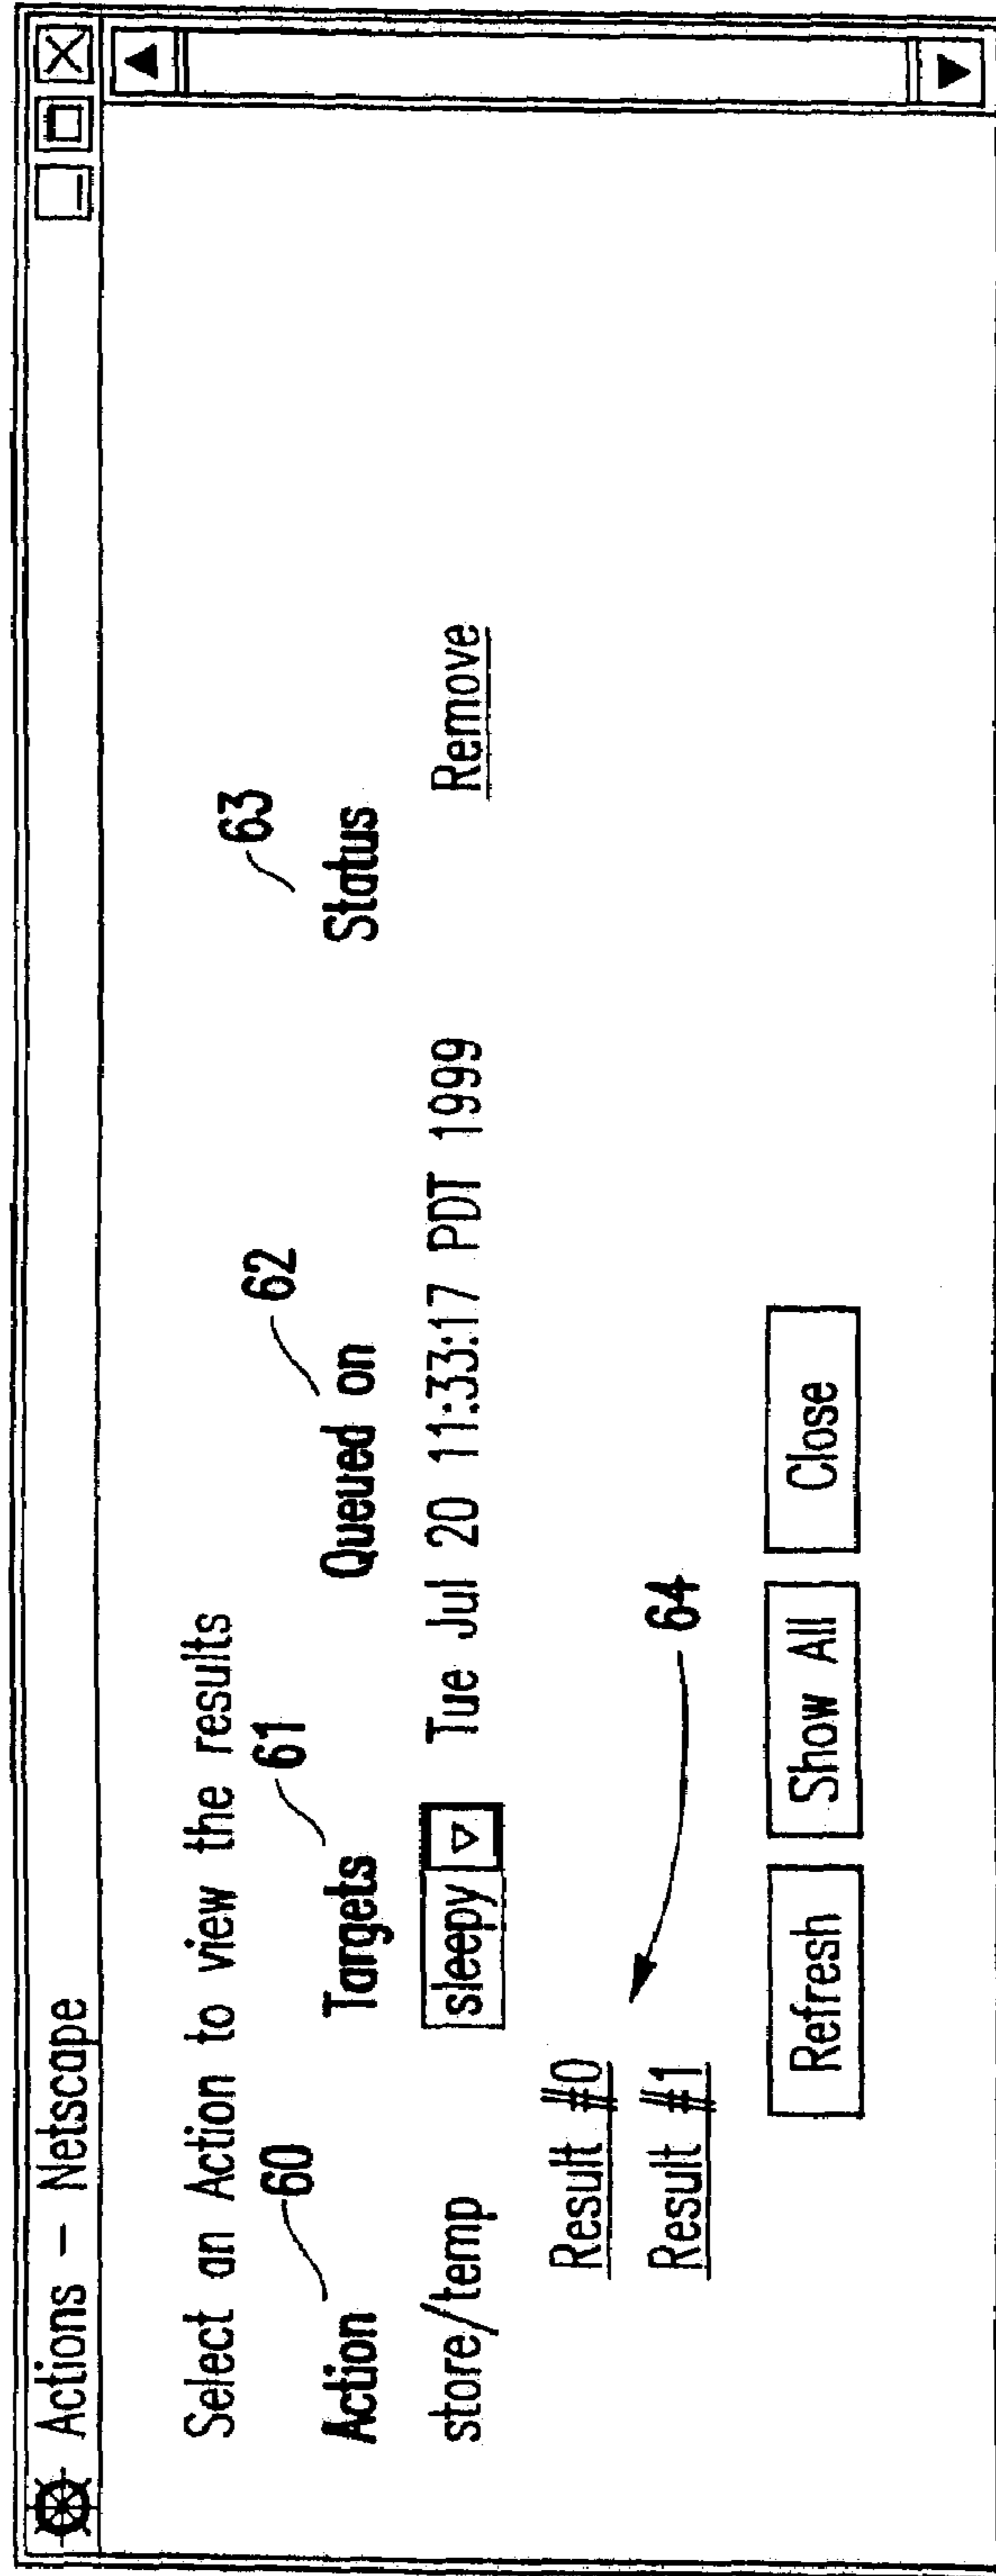 Actions – Netscape
Select an Action to view the results
60 61 62 63
Action Targets Queued on Status
store/temp sleepy Tue Jul 20 11:33:17 PDT 1999 Remove
Result #0
Result #1
64
Refresh Show All Close